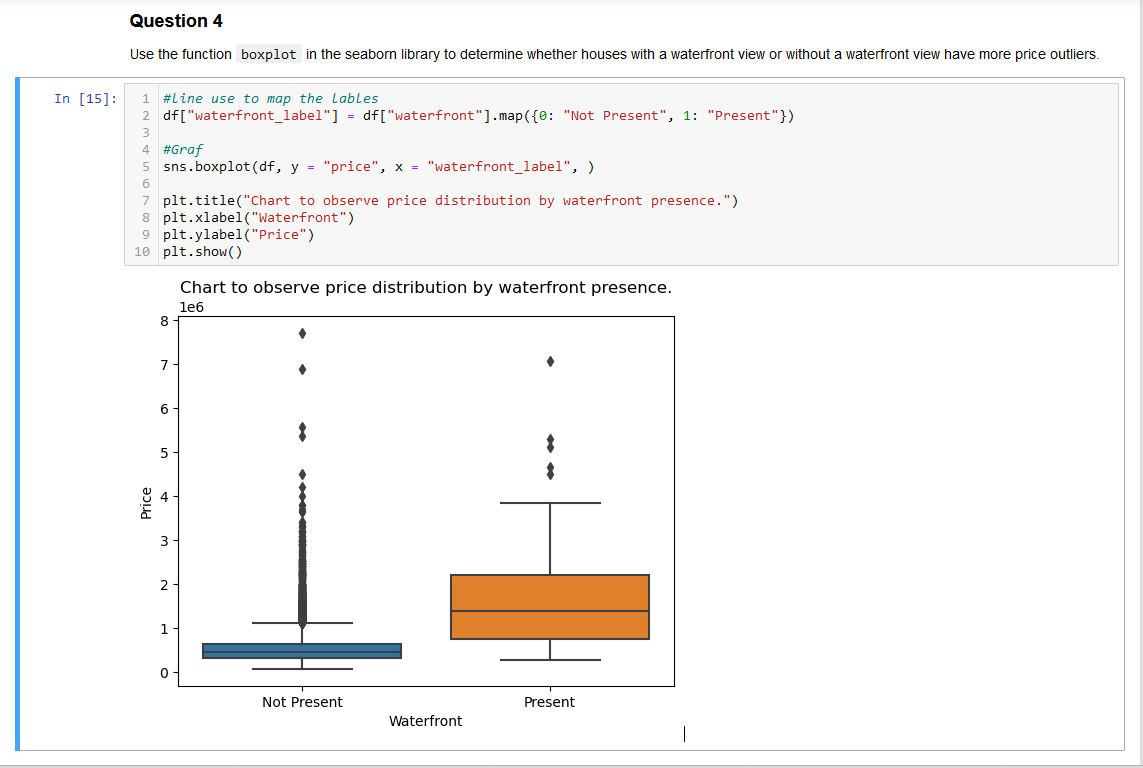 Question 4
Use the function boxplot in the seaborn library to determine whether houses with a waterfront view or without a waterfront view have more price outliers.
In [15]:
1 #line use to map the lables
2 df["waterfront_label"] = df["waterfront"].map({0: "Not Present", 1: "Present"})
3
4 #Graf
5 sns.boxplot(df, y = "price", x = "waterfront_label", )
6
7 plt.title("Chart to observe price distribution by waterfront presence.")
8 plt.xlabel("Waterfront")
9 plt.ylabel("Price")
10 plt.show()
Chart to observe price distribution by waterfront presence.
1e6
8
7
6
5
4
3
2
1
0
Price
Not Present Present
Waterfront